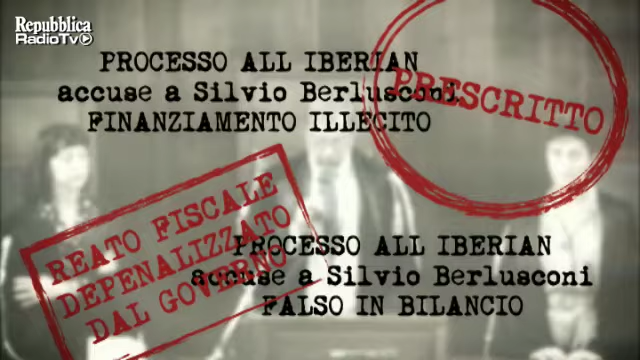 Repubblica
RadioTv
PROCESSO ALL IBERIAN
accuse a Silvio Berlusconi
FINANZIAMENTO ILLECITO
PRESCRITTO
REATO FISCALE
DEPENALIZZATO
DAL GOVERNO
PROCESSO ALL IBERIAN
accuse a Silvio Berlusconi
FALSO IN BILANCIO